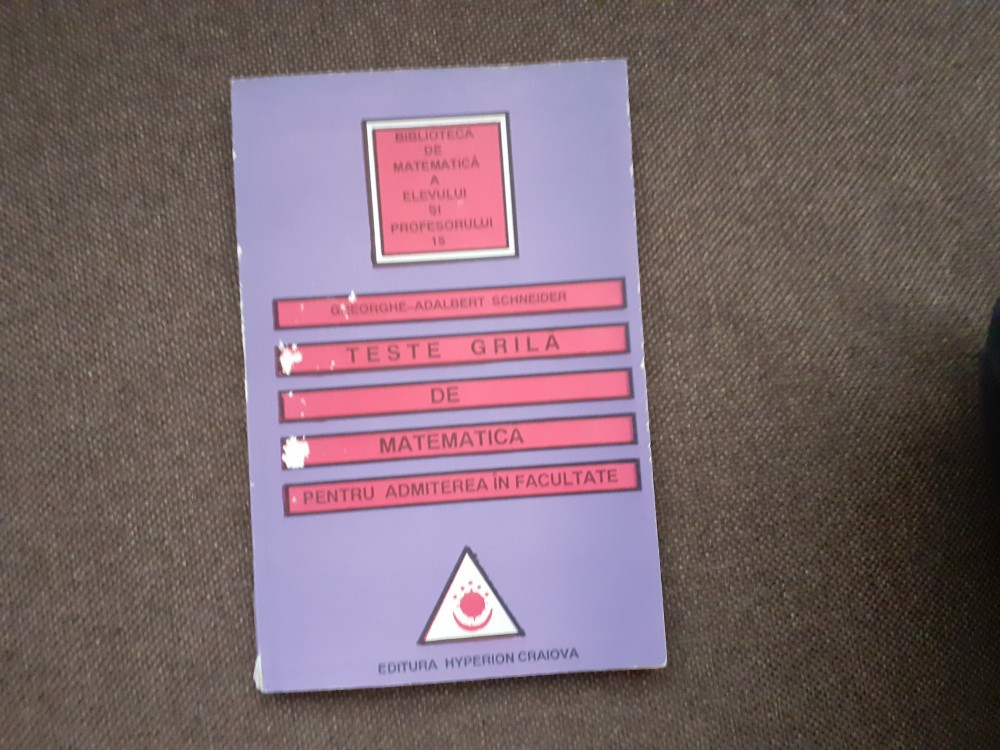 BIBLIOTECA
DE
MATEMATICĂ
A
ELEVULUI
ŞI
PROFESORULUI
15
GHEORGHE-ADALBERT SCHNEIDER
TESTE GRILĂ
DE
MATEMATICA
PENTRU ADMITEREA ÎN FACULTATE
EDITURA HYPERION CRAIOVA